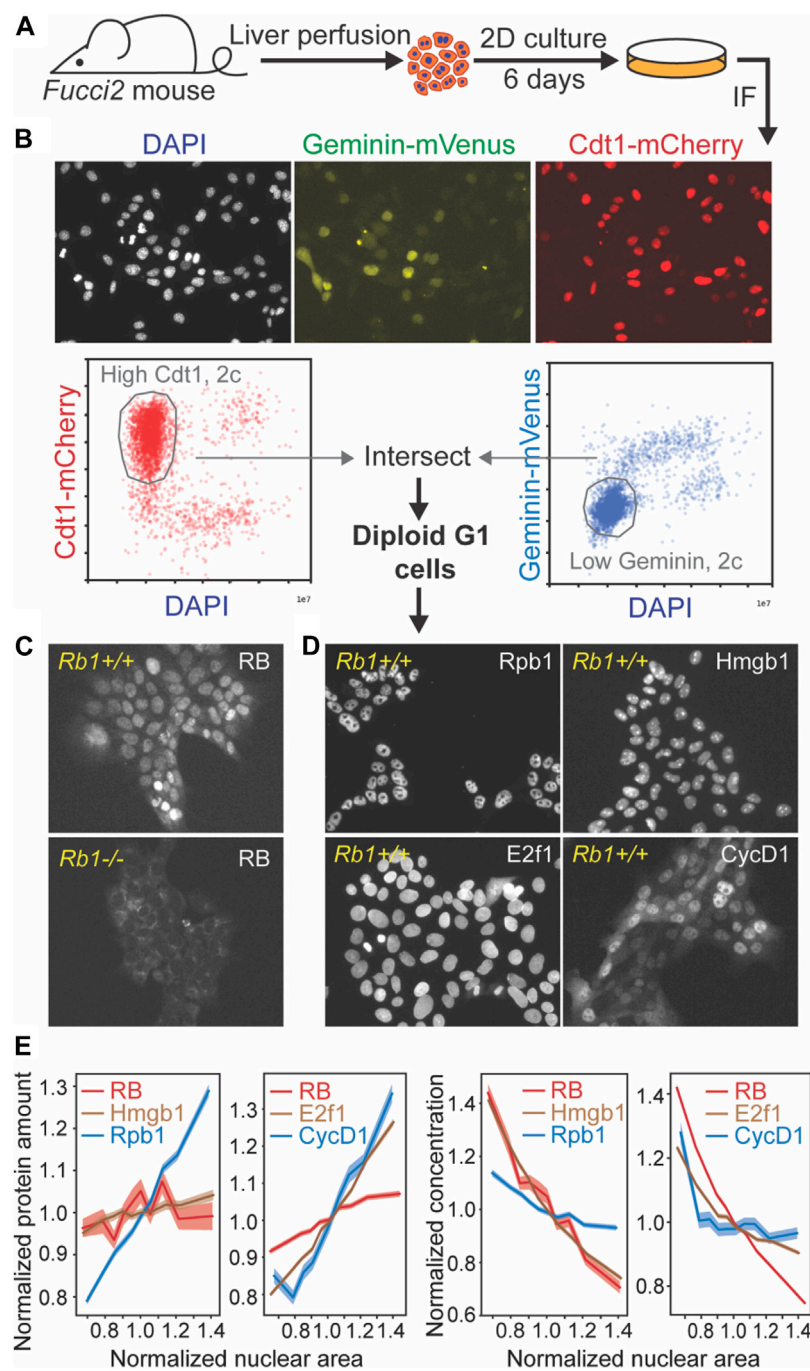 A
Liver perfusion
2D culture
6 days
Fucci2 mouse
IF
B
DAPI
Geminin-mVenus
Cdt1-mCherry
High Cdt1, 2c
Cdt1-mCherry
DAPI
1e7
Intersect
Diploid G1
cells
Geminin-mVenus
Low Geminin, 2c
DAPI
1e7
C
Rb1+/+
RB
Rb1-/-
RB
D
Rb1+/+
Rpb1
Rb1+/+
Hmgb1
Rb1+/+
E2f1
Rb1+/+
CycD1
E
Normalized protein amount
1.3
1.2
1.1
1.0
0.9
0.8
RB
Hmgb1
Rpb1
0.8 1.0 1.2 1.4
1.3
1.2
1.1
1.0
0.9
0.8
RB
E2f1
CycD1
0.8 1.0 1.2 1.4
Normalized nuclear area
Normalized concentration
1.4
1.2
1.0
0.8
0.6
RB
Hmgb1
Rpb1
0.8 1.0 1.2 1.4
1.4
1.2
1.0
0.8
RB
E2f1
CycD1
0.8 1.0 1.2 1.4
Normalized nuclear area